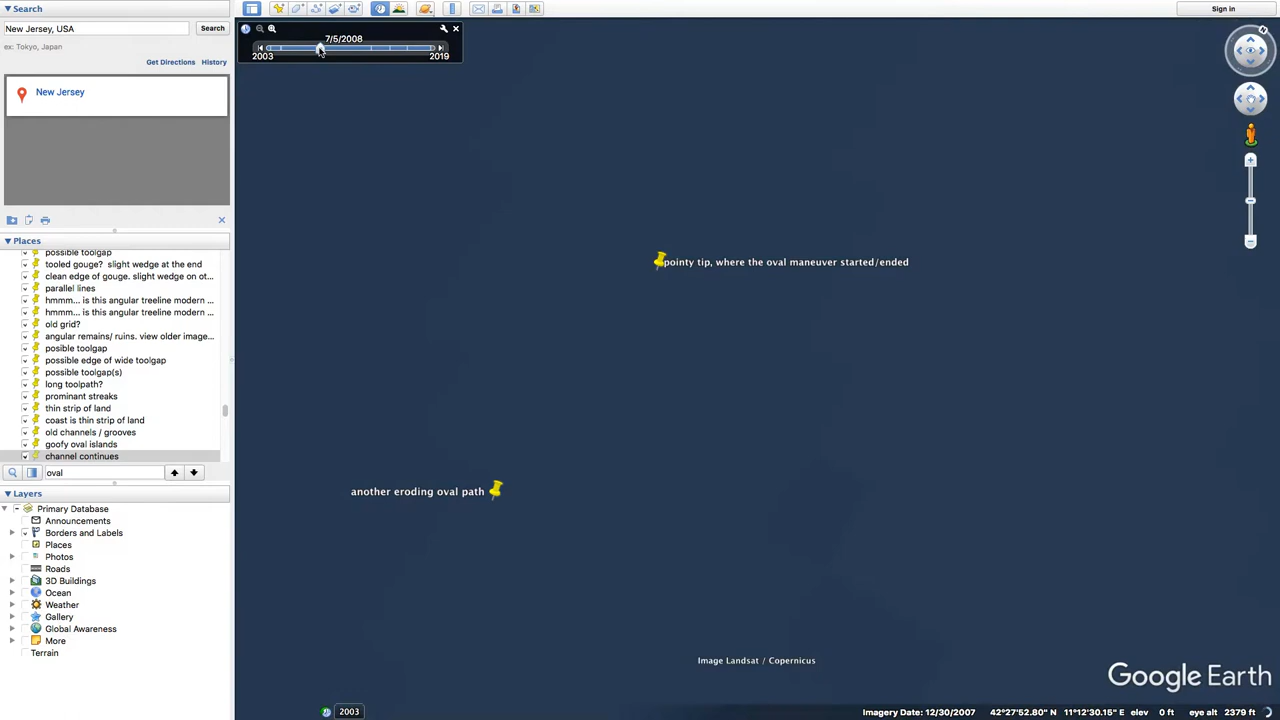 Search
New Jersey, USA
Search
ex: Tokyo, Japan
Get Directions
History
New Jersey
Places
possible toolgap
tooled gouge?  slight wedge at the end
clean edge of gouge. slight wedge on ot...
parallel lines
hmmm... is this angular treeline modern ...
hmmm... is this angular treeline modern ...
old grid?
angular remains/ ruins. view older image...
posible toolgap
possible edge of wide toolgap
possible toolgap(s)
long toolpath?
prominant streaks
thin strip of land
coast is thin strip of land
old channels / grooves
goofy oval islands
channel continues
oval
Layers
Primary Database
Announcements
Borders and Labels
Places
Photos
Roads
3D Buildings
Ocean
Weather
Gallery
Global Awareness
More
Terrain
Sign in
7/5/2008
2003
2019
pointy tip, where the oval maneuver started/ended
another eroding oval path
Image Landsat / Copernicus
Google Earth
2003
Imagery Date: 12/30/2007 42°27'52.80" N 11°12'30.15" E elev 0 ft eye alt 2379 ft